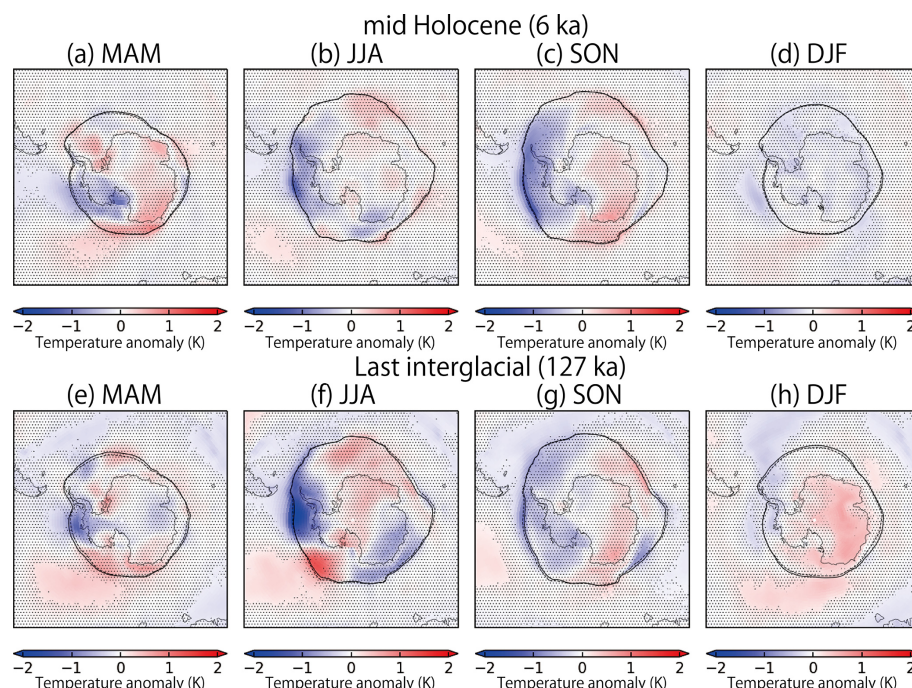 mid Holocene (6 ka)
(a) MAM (b) JJA (c) SON (d) DJF
−2 −1 0 1 2 −2 −1 0 1 2 −2 −1 0 1 2 −2 −1 0 1 2
Temperature anomaly (K) Temperature anomaly (K) Temperature anomaly (K) Temperature anomaly (K)
Last interglacial (127 ka)
(e) MAM (f) JJA (g) SON (h) DJF
−2 −1 0 1 2 −2 −1 0 1 2 −2 −1 0 1 2 −2 −1 0 1 2
Temperature anomaly (K) Temperature anomaly (K) Temperature anomaly (K) Temperature anomaly (K)